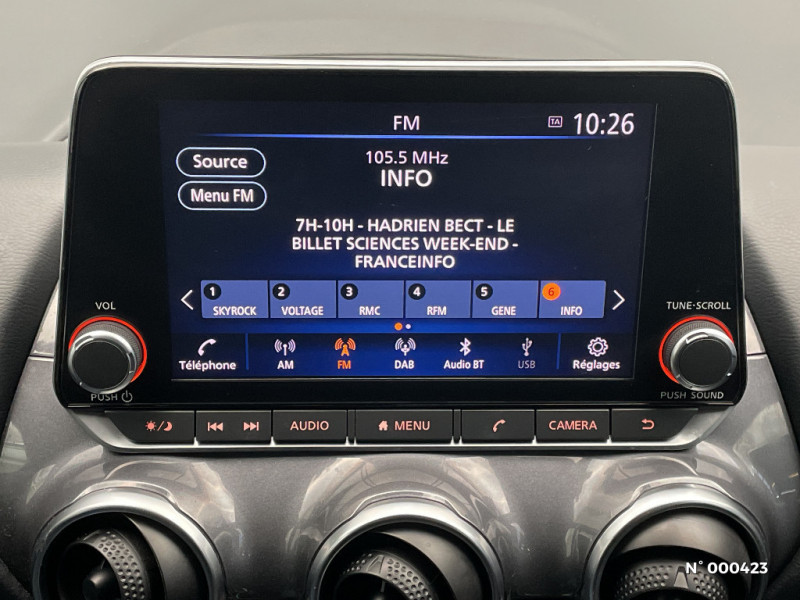 FM
TA 10:26
Source
105.5 MHz
INFO
Menu FM
7H-10H - HADRIEN BECT - LE
BILLET SCIENCES WEEK-END -
FRANCEINFO
1 SKYROCK
2 VOLTAGE
3 RMC
4 RFM
5 GENE
6 INFO
VOL
TUNE·SCROLL
Téléphone
AM
FM
DAB
Audio BT
USB
Réglages
PUSH
PUSH SOUND
AUDIO
MENU
CAMERA
N° 000423